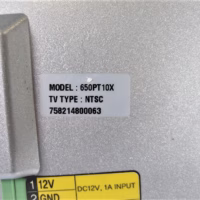 MODEL : 650PT10X
TV TYPE : NTSC
758214800063
1 12V
DC12V, 1A INPUT
2 GND